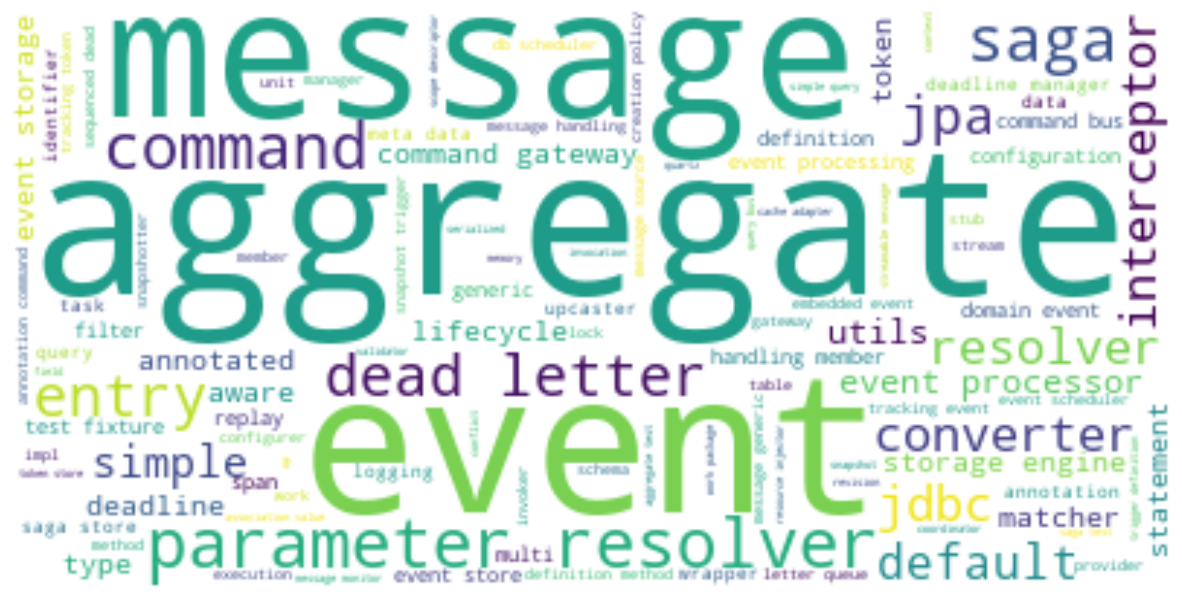 message
aggregate
event
parameter resolver
dead letter
command
saga
jpa
interceptor
entry
resolver
converter
jdbc
default
simple
utils
event processor
storage engine
matcher
statement
type
command gateway
lifecycle
event storage
token
deadline manager
data
command bus
definition
configuration
event processing
message handling
meta data
db scheduler
unit
manager
identifier
tracking token
sequenced dead
scope descriptor
creation policy
simple query
context
quartz
message source
query bus
cache adapter
streamable message
stub
stream
domain event
embedded event
gateway
upcaster
generic
lock
handling member
serialized
invocation
memory
member
snapshot trigger
snapshotter
annotation command
task
filter
query
field
annotated
aware
replay
validator
test fixture
configurer
impl
token store
span
work
logging
deadline
association value
saga store
method
multi
execution
message monitor
event store
definition method
wrapper
letter queue
provider
invoker
conflict
schema
aggregate test
work package
table
message generic
resource injector
tracking event
event scheduler
snapshot
revision
annotation
coordinator
saga test
trigger definition